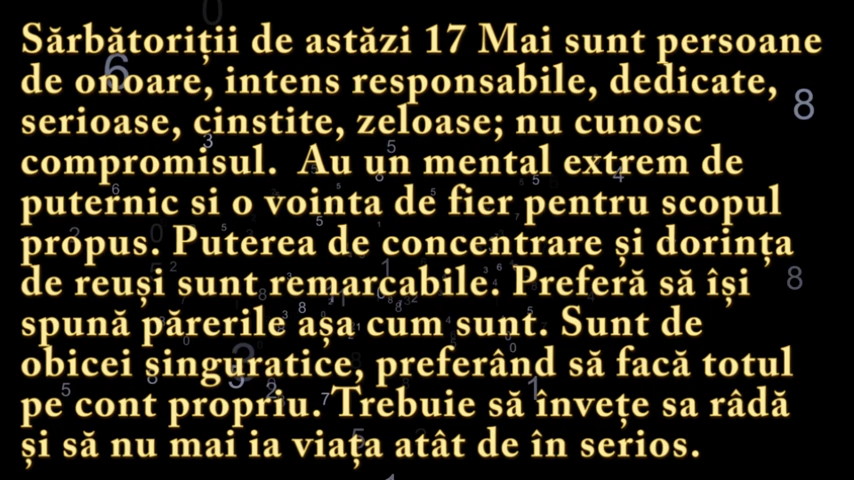 Sărbătoriții de astăzi 17 Mai sunt persoane
de onoare, intens responsabile, dedicate,
serioase, cinstite, zeloase; nu cunosc
compromisul. Au un mental extrem de
puternic si o vointa de fier pentru scopul
propus. Puterea de concentrare și dorința
de reuși sunt remarcabile. Preferă să își
spună părerile așa cum sunt. Sunt de
obicei singuratice, preferând să facă totul
pe cont propriu. Trebuie să învețe sa râdă
și să nu mai ia viața atât de în serios.